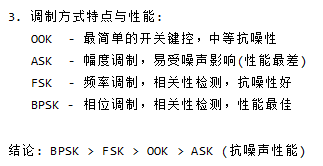 3. 调制方式特点与性能:
OOK  - 最简单的开关键控，中等抗噪性
ASK  - 幅度调制，易受噪声影响(性能最差)
FSK  - 频率调制，相关性检测，抗噪性好
BPSK - 相位调制，相关性检测，性能最佳
结论: BPSK > FSK > OOK > ASK (抗噪声性能)